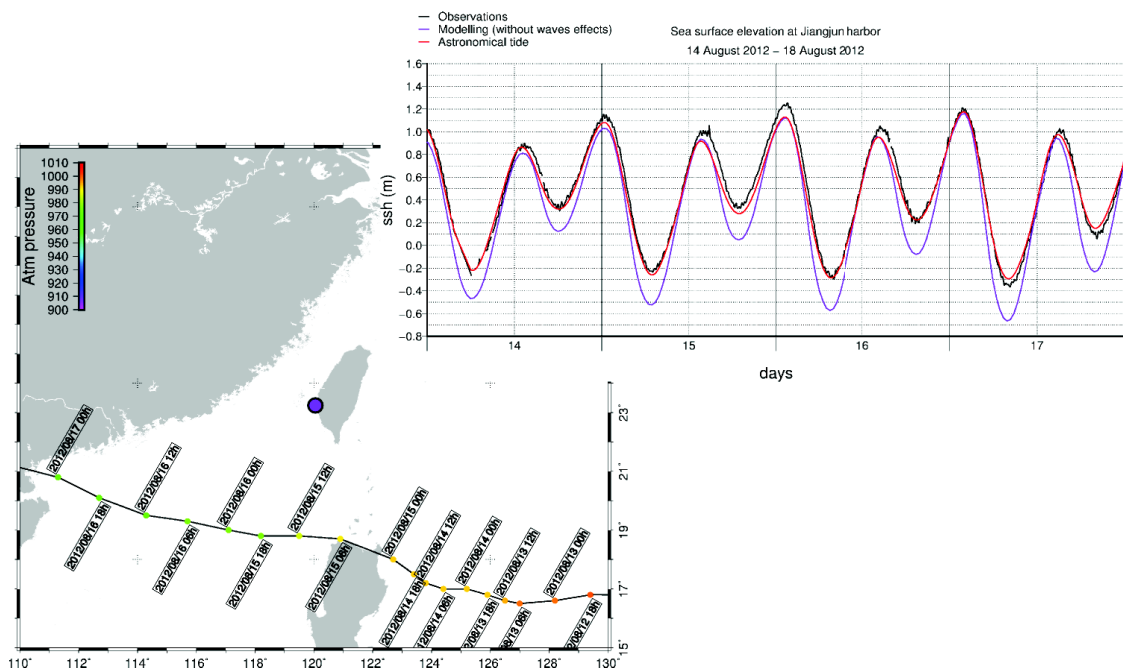 Observations
Modelling (without waves effects)
Astronomical tide
Sea surface elevation at Jiangjun harbor
14 August 2012 − 18 August 2012
1.6
1.4
1.2
1.0
0.8
0.6
0.4
0.2
0.0
−0.2
−0.4
−0.6
−0.8
ssh (m)
14
15
16
17
days
Atm pressure
1010
1000
990
980
970
960
950
940
930
920
910
900
2012/08/17 00h
2012/08/16 18h
2012/08/16 12h
2012/08/16 06h
2012/08/16 00h
2012/08/15 18h
2012/08/15 12h
2012/08/15 06h
2012/08/15 00h
2012/08/14 18h
2012/08/14 12h
12/08/14 06h
2012/08/14 00h
2/08/13 18h
2012/08/13 12h
/08/13 06h
2012/08/13 00h
2/08/12 18h
23°
21°
19°
17°
15°
110°
112°
114°
116°
118°
120°
122°
124°
126°
128°
130°